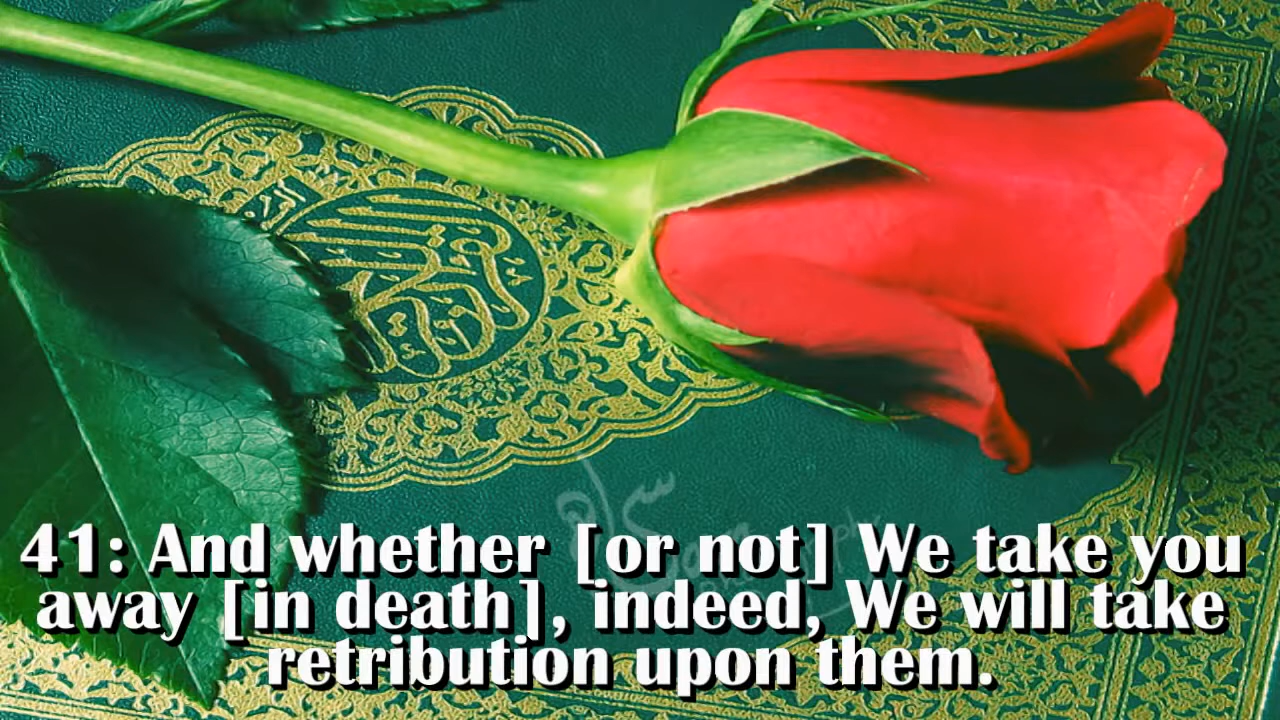 41: And whether [or not] We take you
away [in death], indeed, We will take
retribution upon them.